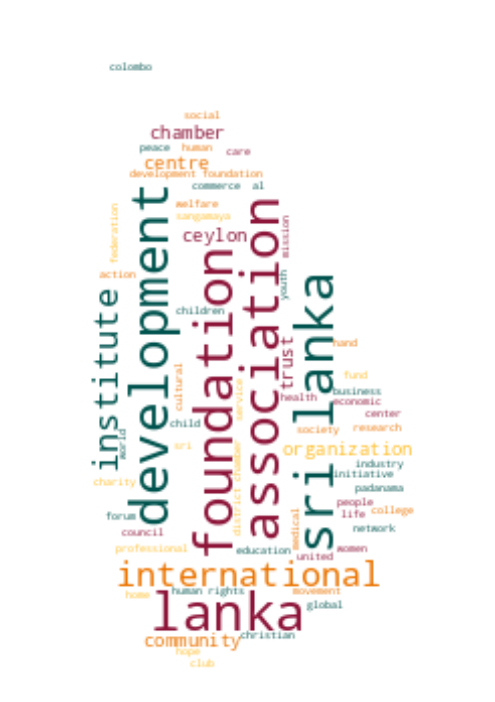 colombo
social
chamber
peace human care
centre
development foundation
commerce al
welfare
federation
sangamaya
development
association
mission
ceylon
foundation
action
youth
sri lanka
institute
children
trust
hand
cultural
fund
service
business
health economic
center
child
society research
world
sri
district chamber
organization
industry
initiative
charity
padanama
people
medical
life college
forum
network
council
professional education women
united
international
home human rights movement
lanka
global
community christian
hope
club